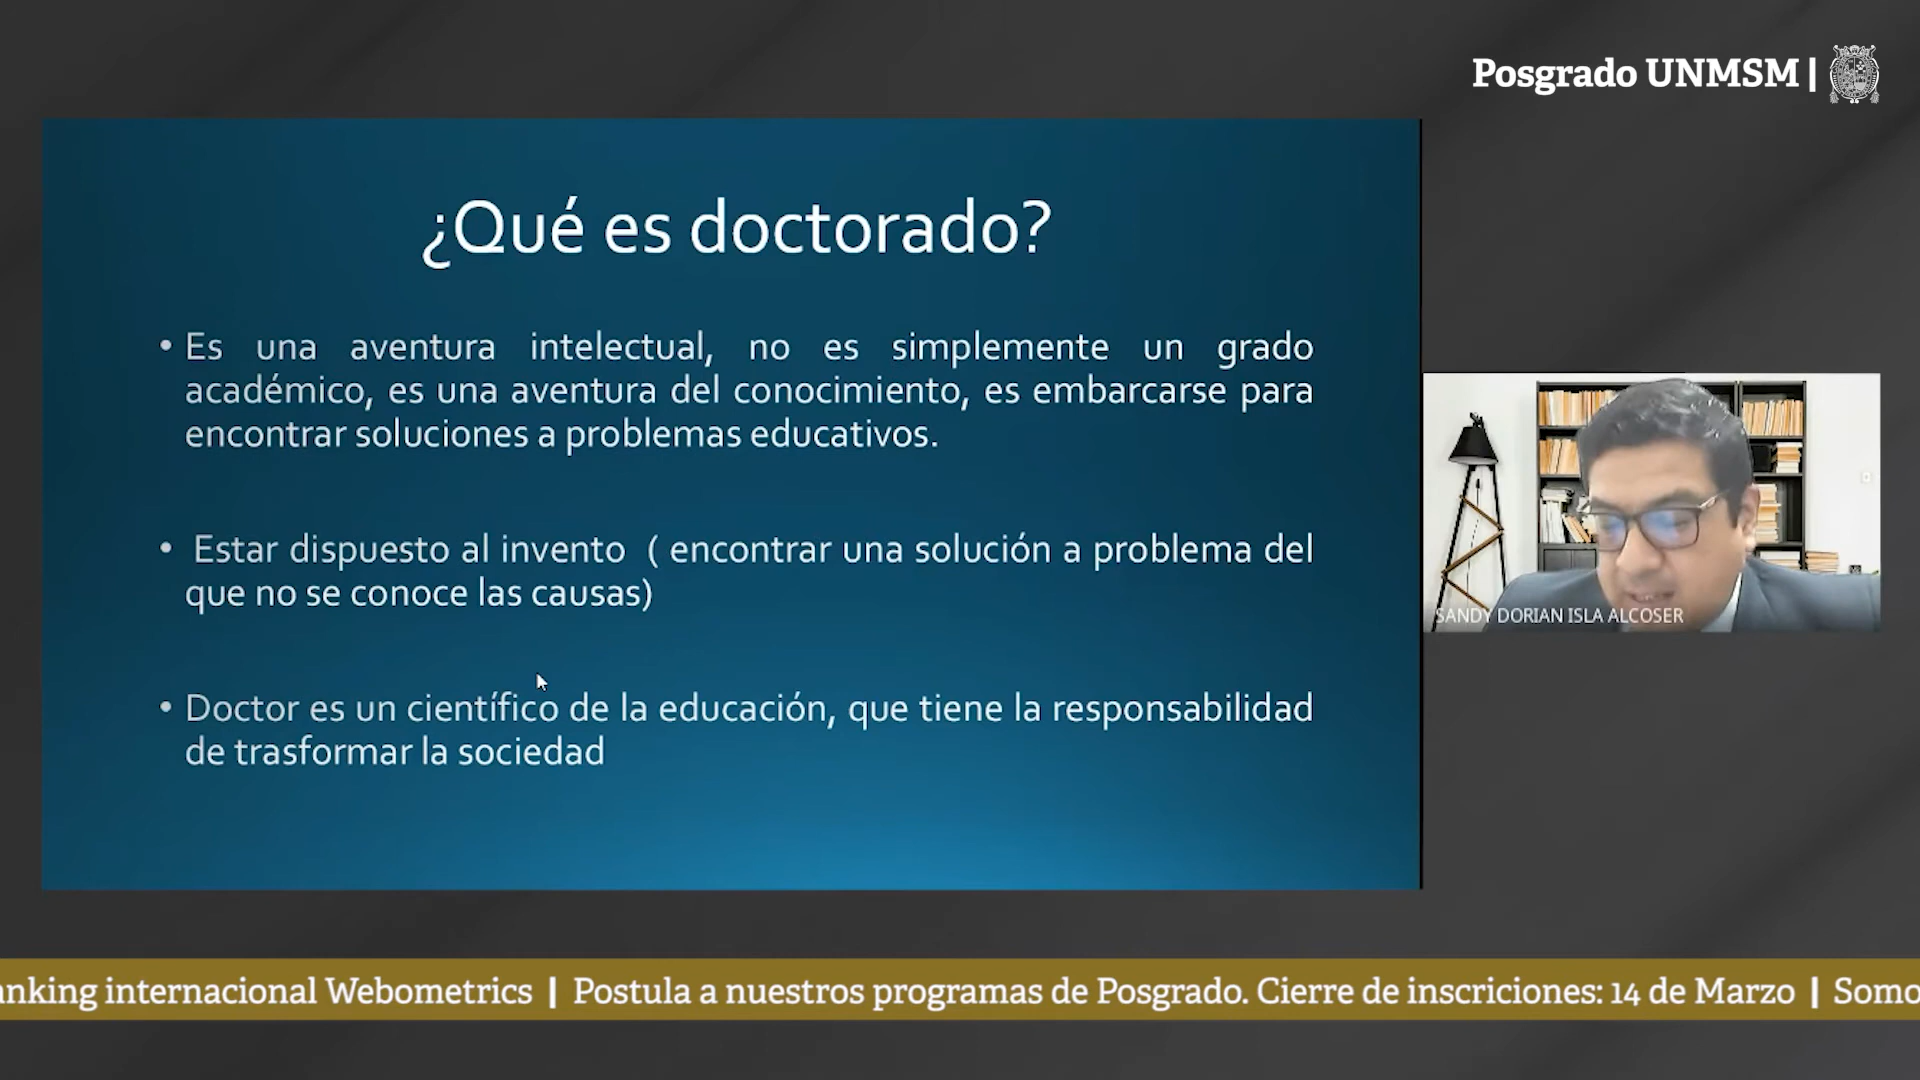 Posgrado UNMSM |
¿Qué es doctorado?
• Es una aventura intelectual, no es simplemente un grado
académico, es una aventura del conocimiento, es embarcarse para
encontrar soluciones a problemas educativos.
• Estar dispuesto al invento ( encontrar una solución a problema del
que no se conoce las causas)
• Doctor es un científico de la educación, que tiene la responsabilidad
de trasformar la sociedad
SANDY DORIAN ISLA ALCOSER
anking internacional Webometrics | Postula a nuestros programas de Posgrado. Cierre de inscriciones: 14 de Marzo | Somo